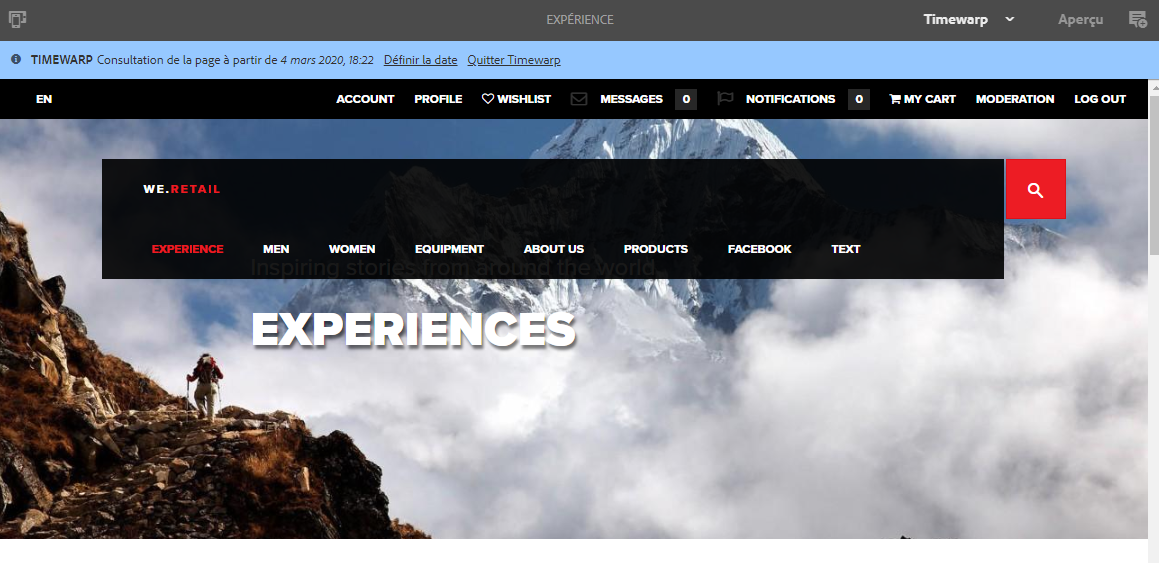 EXPÉRIENCE Timewarp Aperçu
TIMEWARP Consultation de la page à partir de 4 mars 2020, 18:22 Définir la date Quitter Timewarp
EN ACCOUNT PROFILE WISHLIST MESSAGES 0 NOTIFICATIONS 0 MY CART MODERATION LOG OUT
WE.RETAIL
EXPERIENCE MEN WOMEN EQUIPMENT ABOUT US PRODUCTS FACEBOOK TEXT
Inspiring stories from around the world.
EXPERIENCES